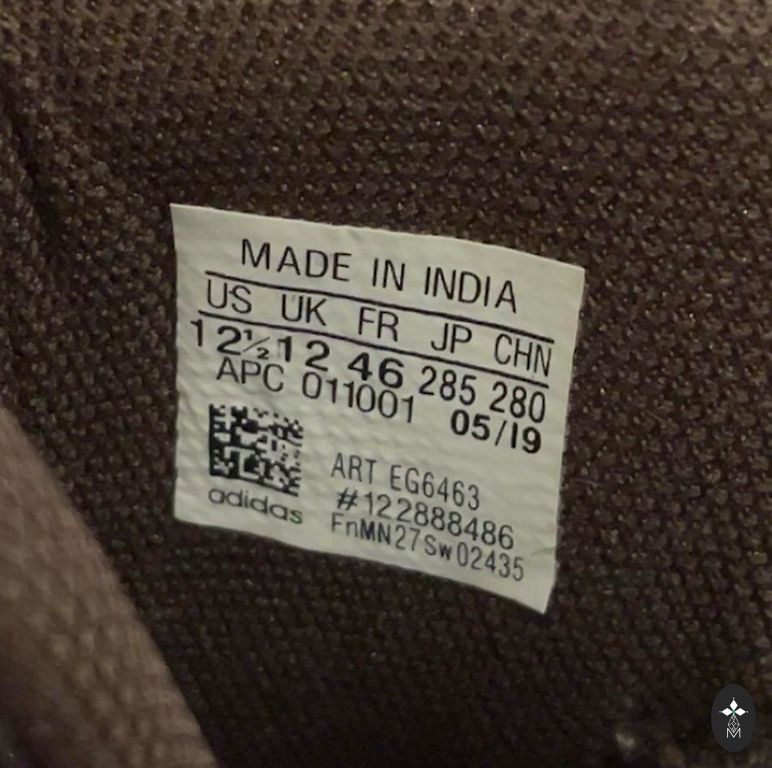 MADE IN INDIA
US UK FR JP CHN
12½ 12 46 285 280
APC 011001 05/19
ART EG6463
#122888486
adidas FnMN27Sw02435
M